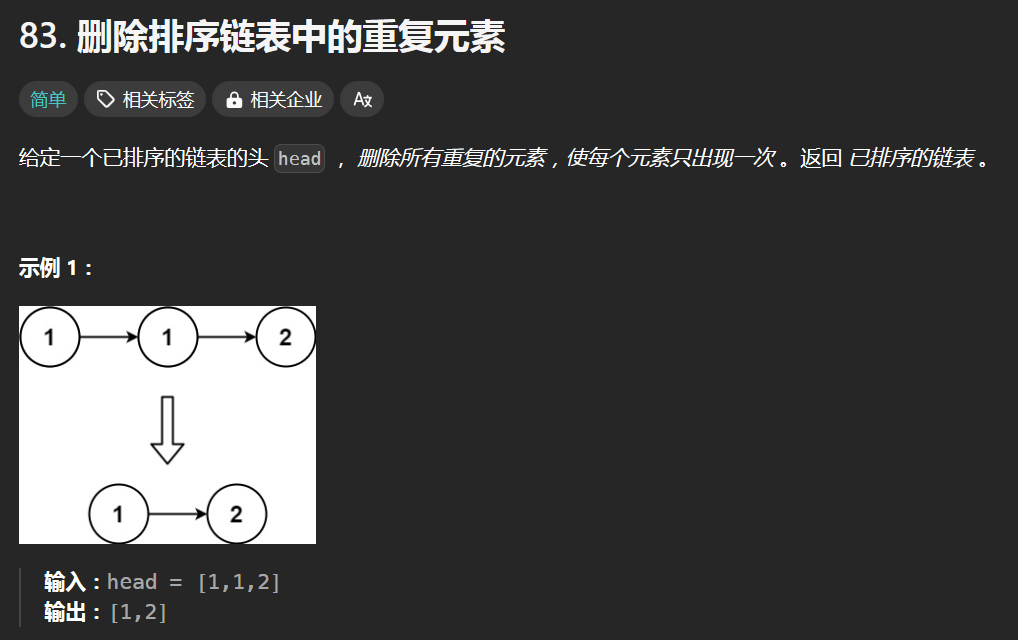 83. 删除排序链表中的重复元素
简单 相关标签 相关企业 A文
给定一个已排序的链表的头 head ， 删除所有重复的元素，使每个元素只出现一次 。返回 已排序的链表 。
示例 1：
1 1 2
1 2
输入：head = [1,1,2]
输出：[1,2]